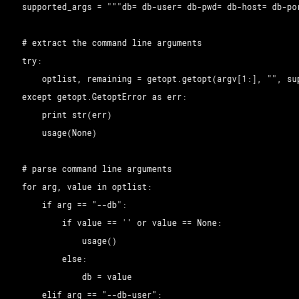 supported_args = """db= db-user= db-pwd= db-host= db-por
# extract the command line arguments
try:
    optlist, remaining = getopt.getopt(argv[1:], "", sup
except getopt.GetoptError as err:
    print str(err)
    usage(None)
# parse command line arguments
for arg, value in optlist:
    if arg == "--db":
        if value == '' or value == None:
            usage()
        else:
            db = value
    elif arg == "--db-user":